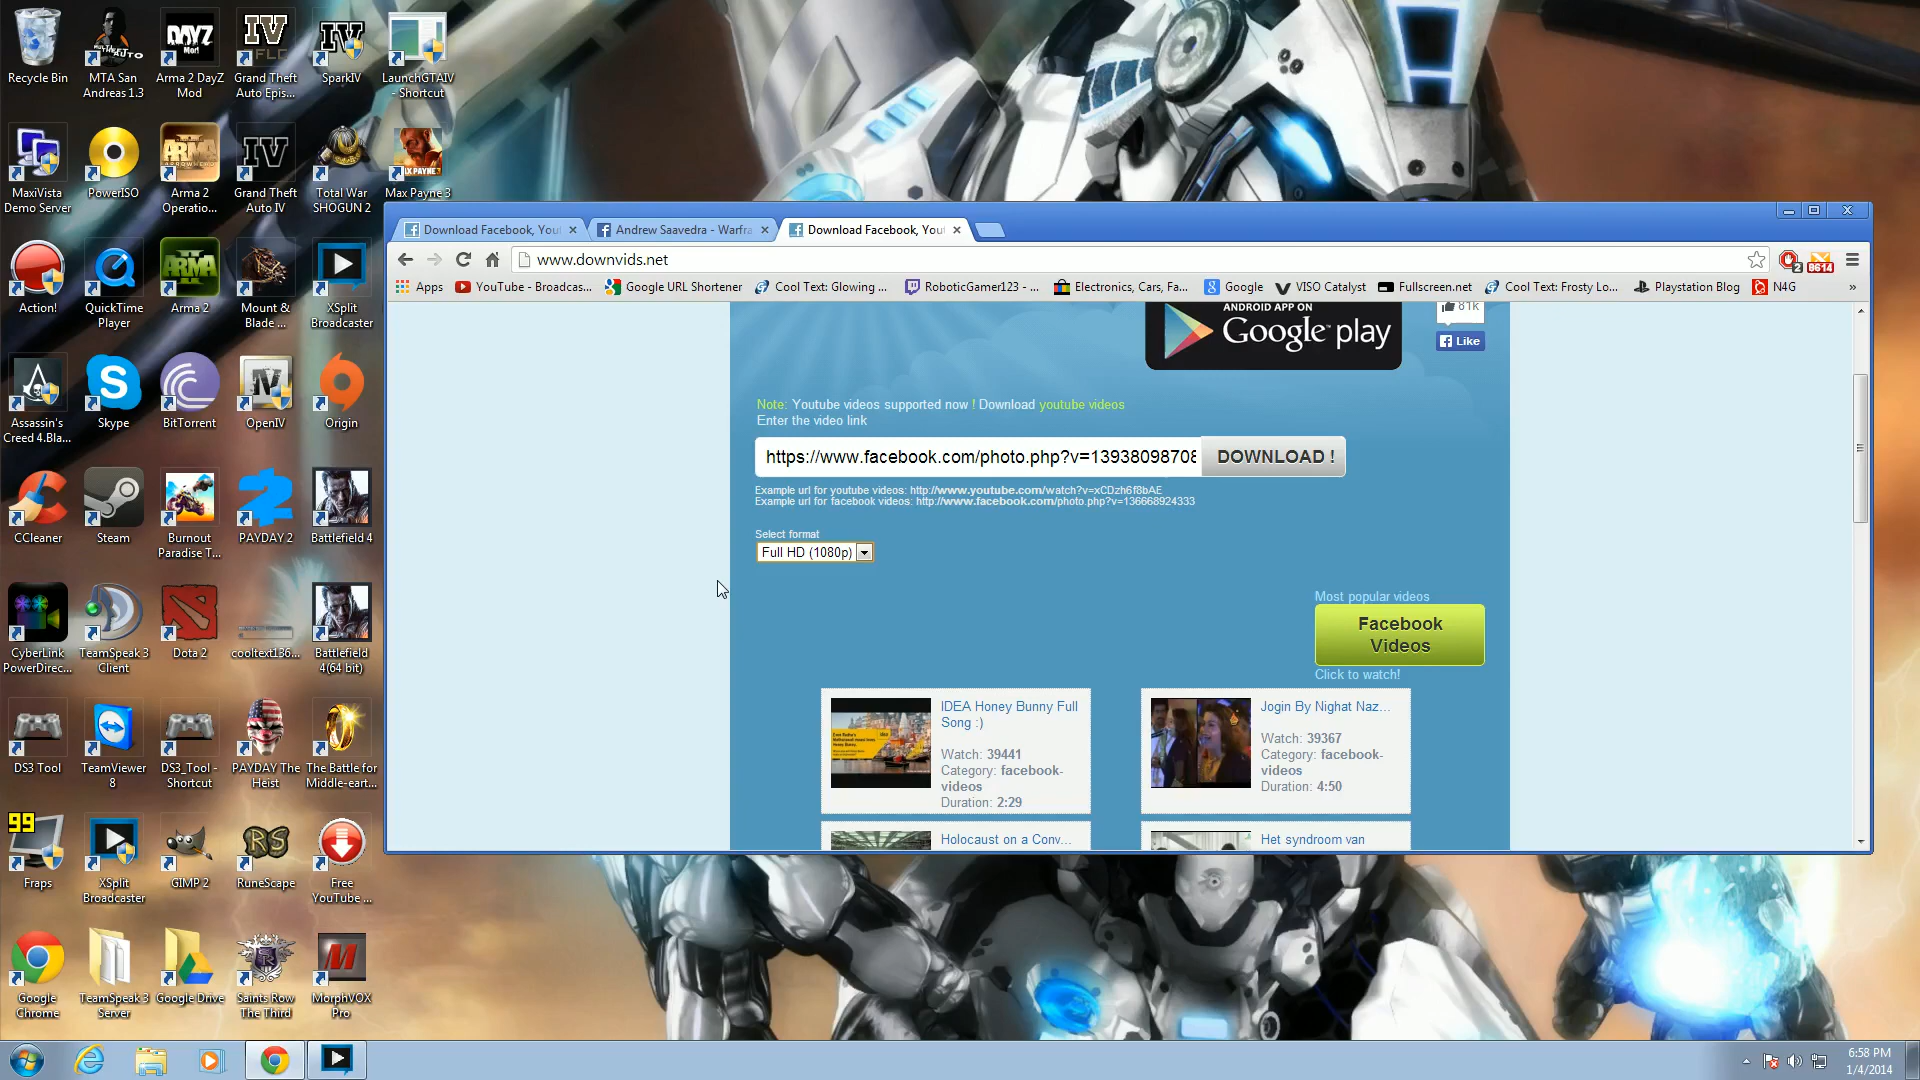 Recycle Bin
MTA San
Andreas 1.3
DAYZ
Mod
Arma 2 DayZ
Mod
Grand Theft
Auto Epis...
SparkIV
LaunchGTAIV
- Shortcut
MaxiVista
Demo Server
PowerISO
Arma 2
Operatio...
Grand Theft
Auto IV
Total War
SHOGUN 2
Max Payne 3
Action!
QuickTime
Player
Arma 2
Mount &
Blade ...
XSplit
Broadcaster
Assassin's
Creed 4.Bla...
Skype
BitTorrent
OpenIV
Origin
CCleaner
Steam
Burnout
Paradise T...
PAYDAY 2
Battlefield 4
CyberLink
PowerDirec...
TeamSpeak 3
Client
Dota 2
cooltext136...
Battlefield
4(64 bit)
DS3 Tool
TeamViewer
8
DS3_Tool -
Shortcut
PAYDAY The
Heist
The Battle for
Middle-eart...
99
Fraps
XSplit
Broadcaster
GIMP 2
RuneScape
Free
YouTube ...
Google
Chrome
TeamSpeak 3
Server
Google Drive
Saints Row
The Third
MorphVOX
Pro
Download Facebook, You
Andrew Saavedra - Warfra
Download Facebook, You
www.downvids.net
2
8614
Apps
YouTube - Broadcas...
Google URL Shortener
Cool Text: Glowing ...
RoboticGamer123 - ...
Electronics, Cars, Fa...
Google
VISO Catalyst
Fullscreen.net
Cool Text: Frosty Lo...
Playstation Blog
N4G
»
ANDROID APP ON
Google play
81k
Like
Note: Youtube videos supported now ! Download youtube videos
Enter the video link
https://www.facebook.com/photo.php?v=13938098708
DOWNLOAD !
Example url for youtube videos: http://www.youtube.com/watch?v=xCDzh6f8bAE
Example url for facebook videos: http://www.facebook.com/photo.php?v=136668924333
Select format
Full HD (1080p)
Most popular videos
Facebook
Videos
Click to watch!
IDEA Honey Bunny Full
Song :)
Watch: 39441
Category: facebook-
videos
Duration: 2:29
Jogin By Nighat Naz...
Watch: 39367
Category: facebook-
videos
Duration: 4:50
Holocaust on a Conv...
Het syndroom van
6:58 PM
1/4/2014